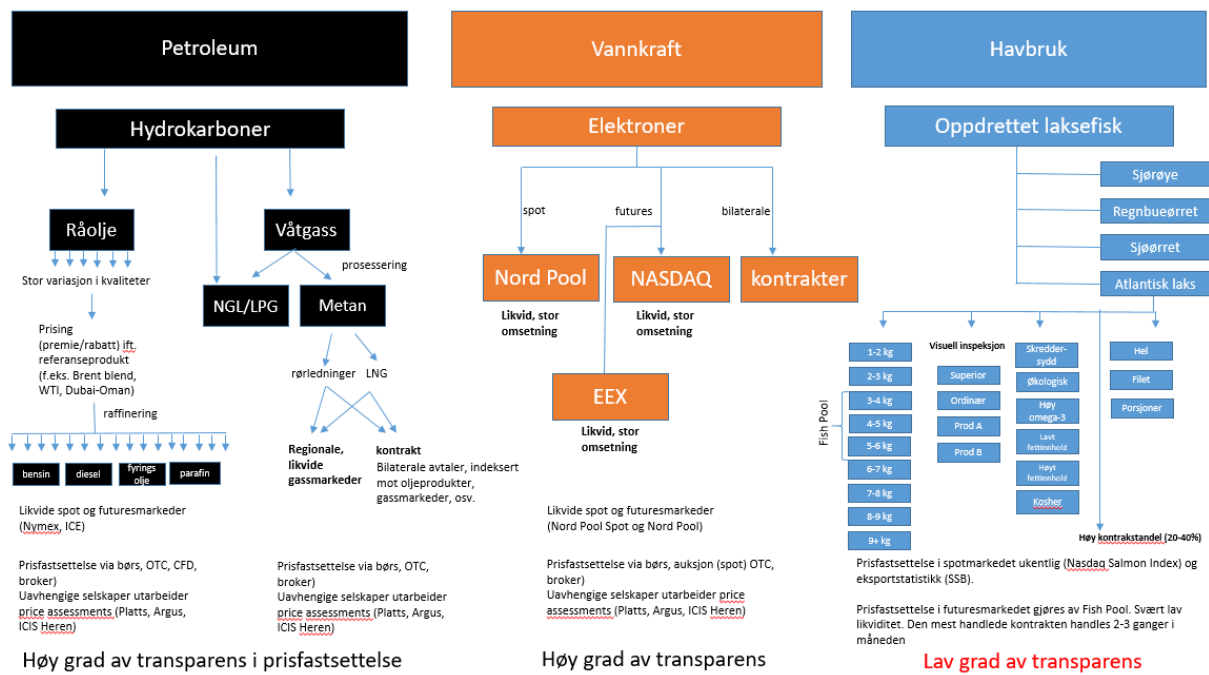 Petroleum
Hydrokarboner
Råolje
Våtgass
Stor variasjon i kvaliteter
prosessering
NGL/LPG
Metan
Prising
(premie/rabatt) ift.
referanseprodukt
(f.eks. Brent blend,
WTI, Dubai-Oman)
rørledninger
LNG
raffinering
Regionale,
likvide
gassmarkeder
kontrakt
Bilaterale avtaler, indeksert
mot oljeprodukter,
gassmarkeder, osv.
bensin
diesel
fyrings
olje
parafin
Likvide spot og futuresmarkeder
(Nymex, ICE)
Prisfastsettelse via børs, OTC, CFD,
broker)
Uavhengige selskaper utarbeider
price assessments (Platts, Argus,
ICIS Heren)
Prisfastsettelse via børs, OTC,
broker)
Uavhengige selskaper utarbeider
price assessments (Platts, Argus,
ICIS Heren)
Høy grad av transparens i prisfastsettelse
Vannkraft
Elektroner
spot
futures
bilaterale
Nord Pool
NASDAQ
kontrakter
Likvid, stor
omsetning
Likvid, stor
omsetning
EEX
Likvid, stor
omsetning
Likvide spot og futuresmarkeder
(Nord Pool Spot og Nord Pool)
Prisfastsettelse via børs, auksjon (spot) OTC,
broker)
Uavhengige selskaper utarbeider price
assessments (Platts, Argus, ICIS Heren)
Høy grad av transparens
Havbruk
Oppdrettet laksefisk
Sjørøye
Regnbueørret
Sjøørret
Atlantisk laks
Fish Pool
1-2 kg
2-3 kg
3-4 kg
4-5 kg
5-6 kg
6-7 kg
7-8 kg
8-9 kg
9+ kg
Visuell inspeksjon
Superior
Ordinær
Prod A
Prod B
Skredder-
sydd
Økologisk
Høy
omega-3
Lavt
fettinnhold
Høyt
fettinnhold
Kosher
Hel
Filet
Porsjoner
Høy kontrakstandel (20-40%)
Prisfastsettelse i spotmarkedet ukentlig (Nasdaq Salmon Index) og
eksportstatistikk (SSB).
Prisfastsettelse i futuresmarkedet gjøres av Fish Pool. Svært lav
likviditet. Den mest handlede kontrakten handles 2-3 ganger i
måneden
Lav grad av transparens